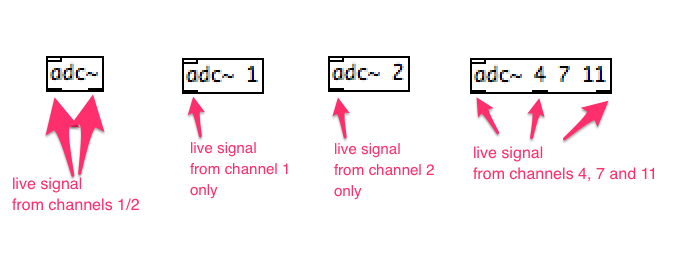 adc~
adc~ 1
adc~ 2
adc~ 4 7 11
live signal
from channels 1/2
live signal
from channel 1
only
live signal
from channel 2
only
live signal
from channels 4, 7 and 11